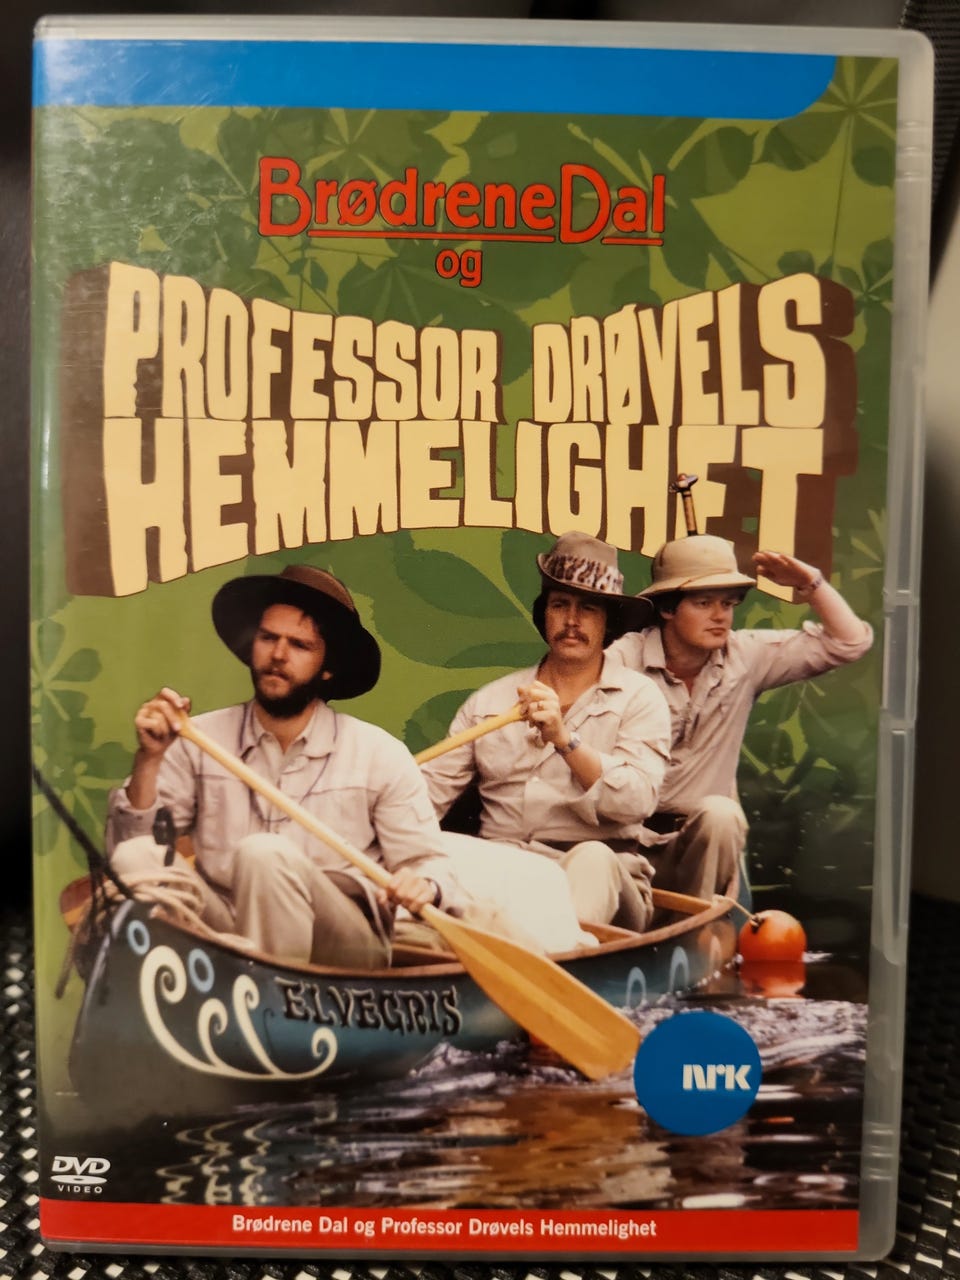 BrødreneDal
og
PROFESSOR DRØVELS
HEMMELIGHET
ELVEGRIS
NRK
DVD
VIDEO
Brødrene Dal og Professor Drøvels Hemmelighet